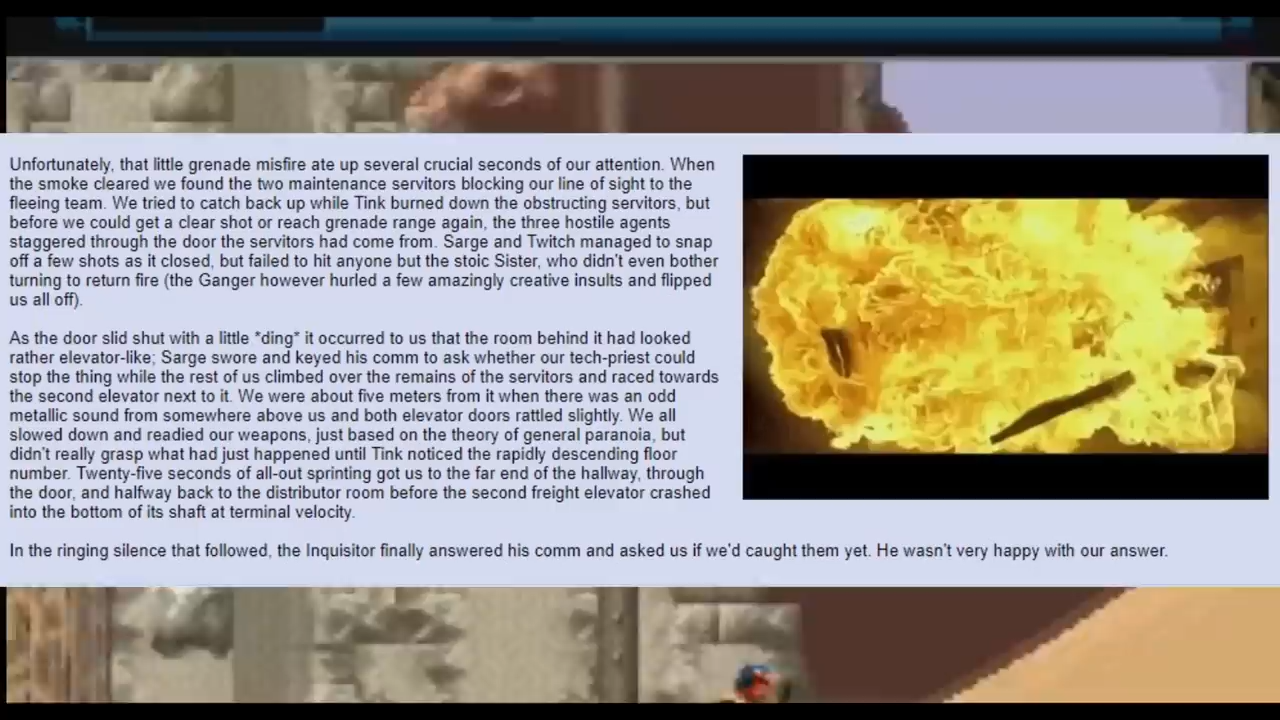 Unfortunately, that little grenade misfire ate up several crucial seconds of our attention. When
the smoke cleared we found the two maintenance servitors blocking our line of sight to the
fleeing team. We tried to catch back up while Tink burned down the obstructing servitors, but
before we could get a clear shot or reach grenade range again, the three hostile agents
staggered through the door the servitors had come from. Sarge and Twitch managed to snap
off a few shots as it closed, but failed to hit anyone but the stoic Sister, who didn't even bother
turning to return fire (the Ganger however hurled a few amazingly creative insults and flipped
us all off).
As the door slid shut with a little *ding* it occurred to us that the room behind it had looked
rather elevator-like; Sarge swore and keyed his comm to ask whether our tech-priest could
stop the thing while the rest of us climbed over the remains of the servitors and raced towards
the second elevator next to it. We were about five meters from it when there was an odd
metallic sound from somewhere above us and both elevator doors rattled slightly. We all
slowed down and readied our weapons, just based on the theory of general paranoia, but
didn't really grasp what had just happened until Tink noticed the rapidly descending floor
number. Twenty-five seconds of all-out sprinting got us to the far end of the hallway, through
the door, and halfway back to the distributor room before the second freight elevator crashed
into the bottom of its shaft at terminal velocity.
In the ringing silence that followed, the Inquisitor finally answered his comm and asked us if we'd caught them yet. He wasn't very happy with our answer.